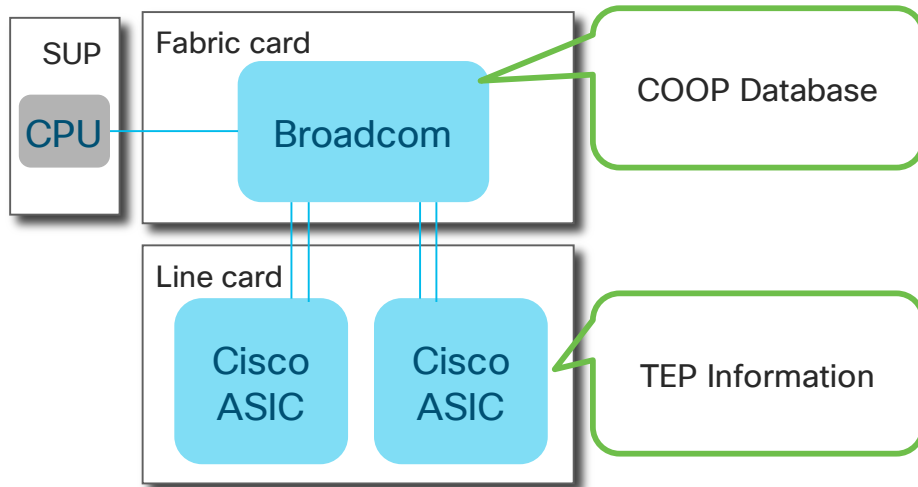 SUP
CPU
Fabric card
Broadcom
COOP Database
Line card
Cisco
ASIC
Cisco
ASIC
TEP Information